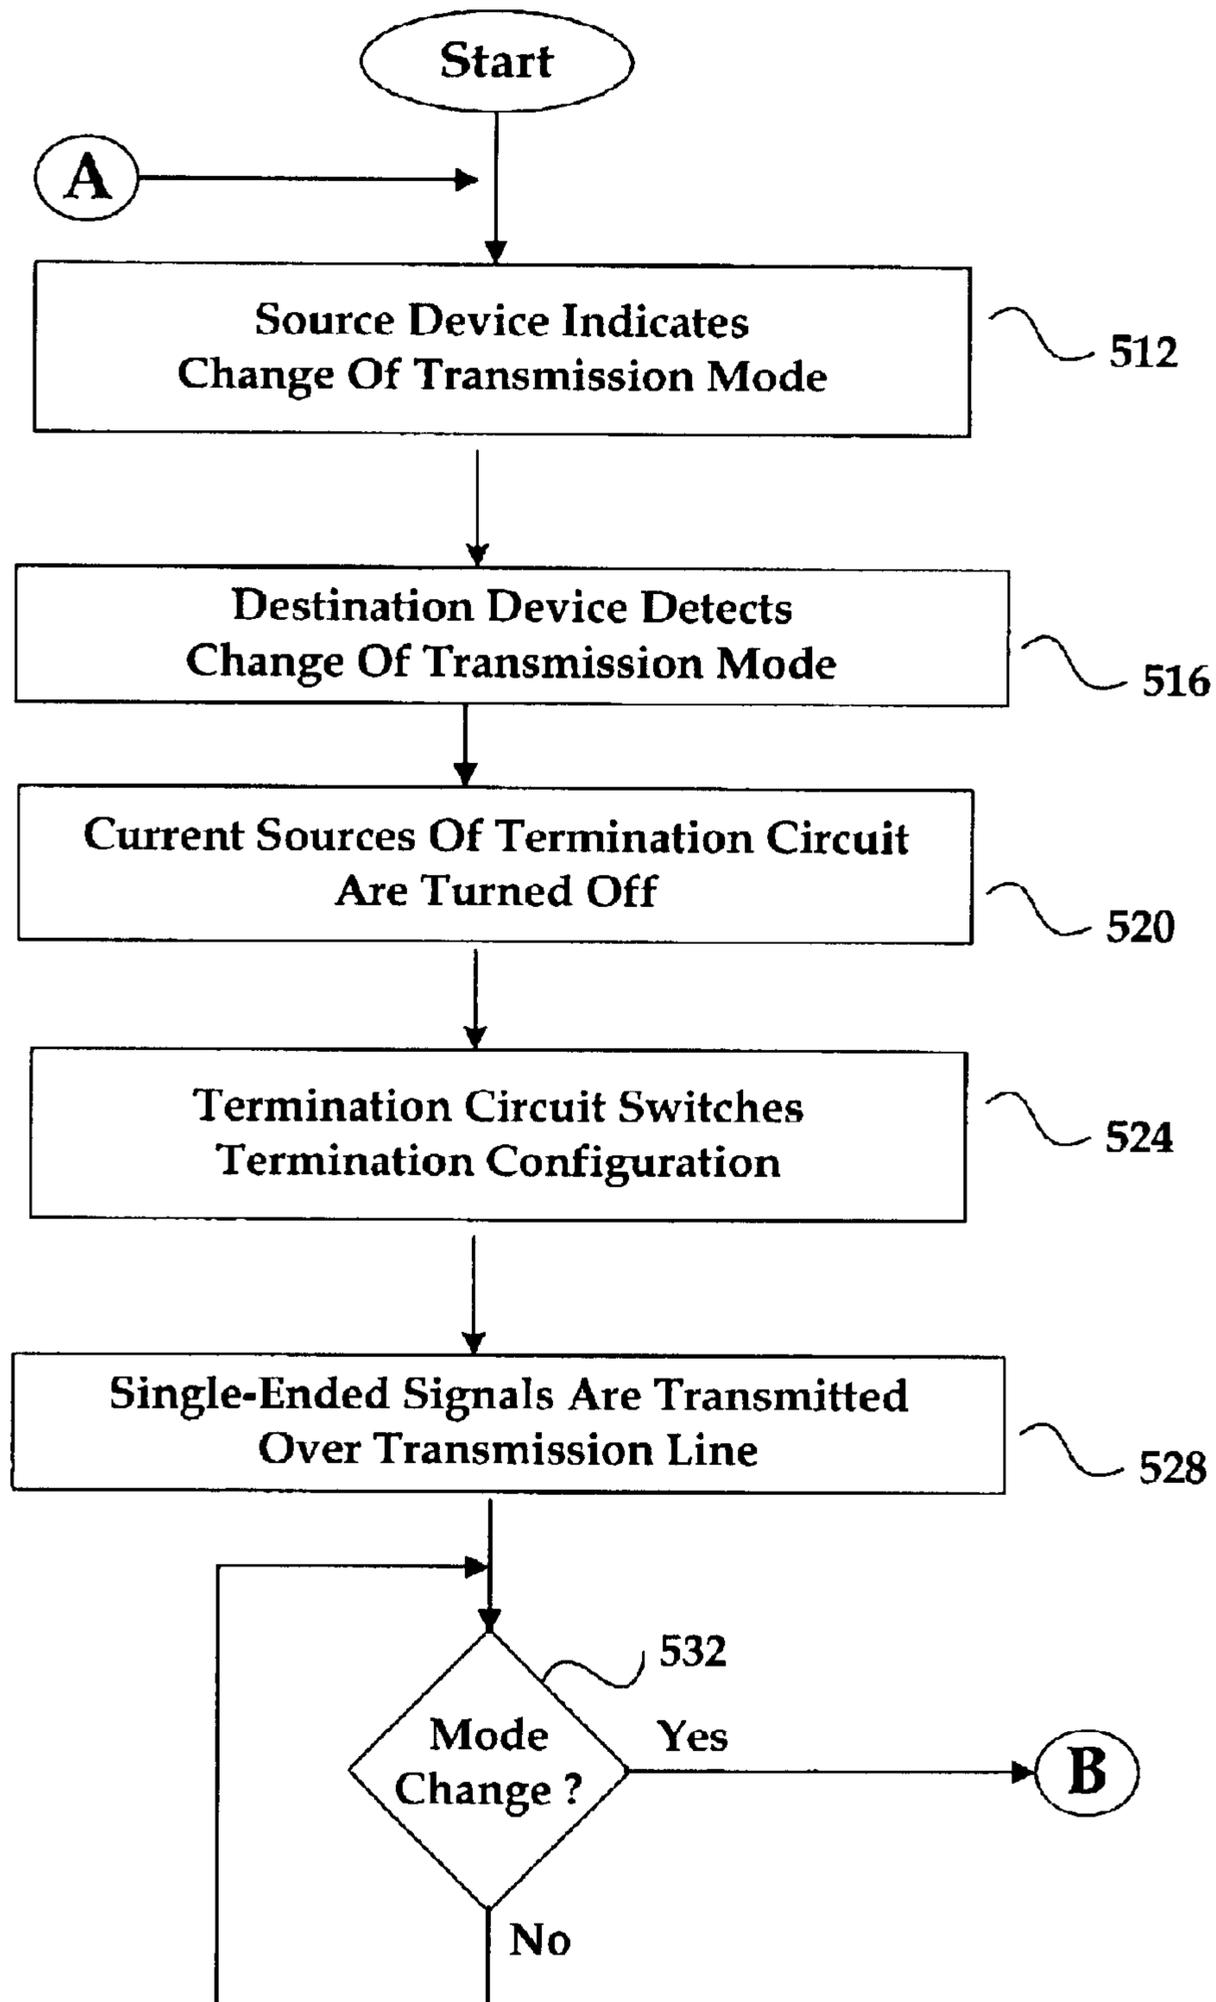 Start
A
Source Device Indicates
Change Of Transmission Mode
512
Destination Device Detects
Change Of Transmission Mode
516
Current Sources Of Termination Circuit
Are Turned Off
520
Termination Circuit Switches
Termination Configuration
524
Single-Ended Signals Are Transmitted
Over Transmission Line
528
532
Mode
Change ?
Yes
B
No